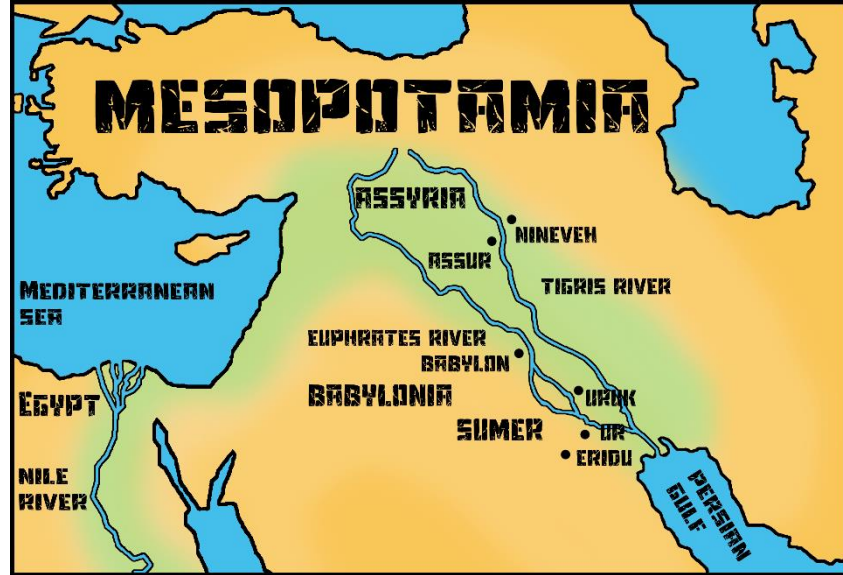 MESOPOTAMIA
ASSYRIA
NINEVEH
ASSUR
MEDITERRANEAN
SEA
TIGRIS RIVER
EUPHRATES RIVER
BABYLON
EGYPT
BABYLONIA
URUK
SUMER
UR
ERIDU
NILE
RIVER
PERSIAN
GULF